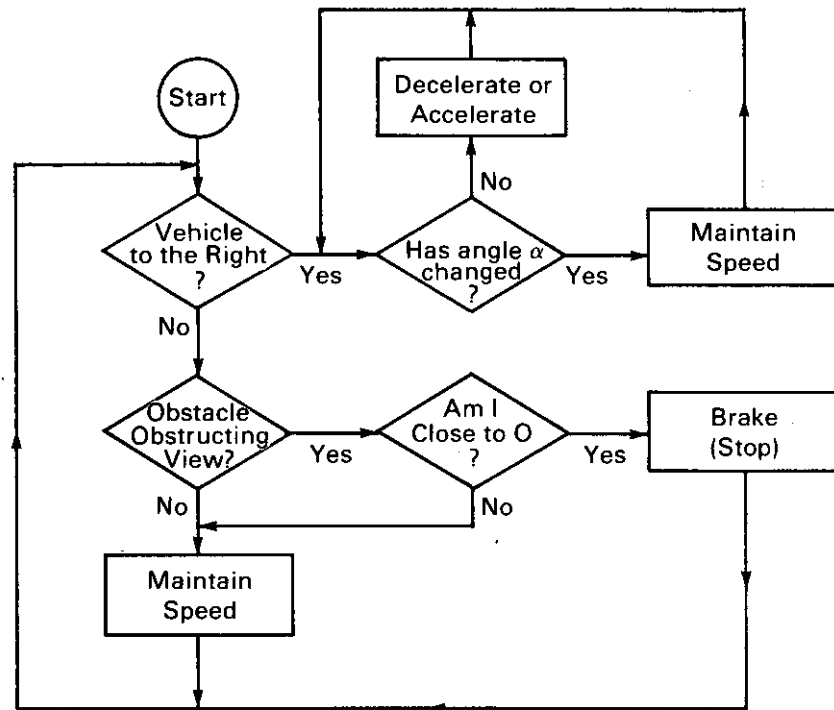 Start
Decelerate or
Accelerate
No
Vehicle
to the Right
?
Yes
Has angle α
changed
?
Yes
Maintain
Speed
No
Obstacle
Obstructing
View?
Yes
Am I
Close to O
?
Yes
Brake
(Stop)
No
No
Maintain
Speed